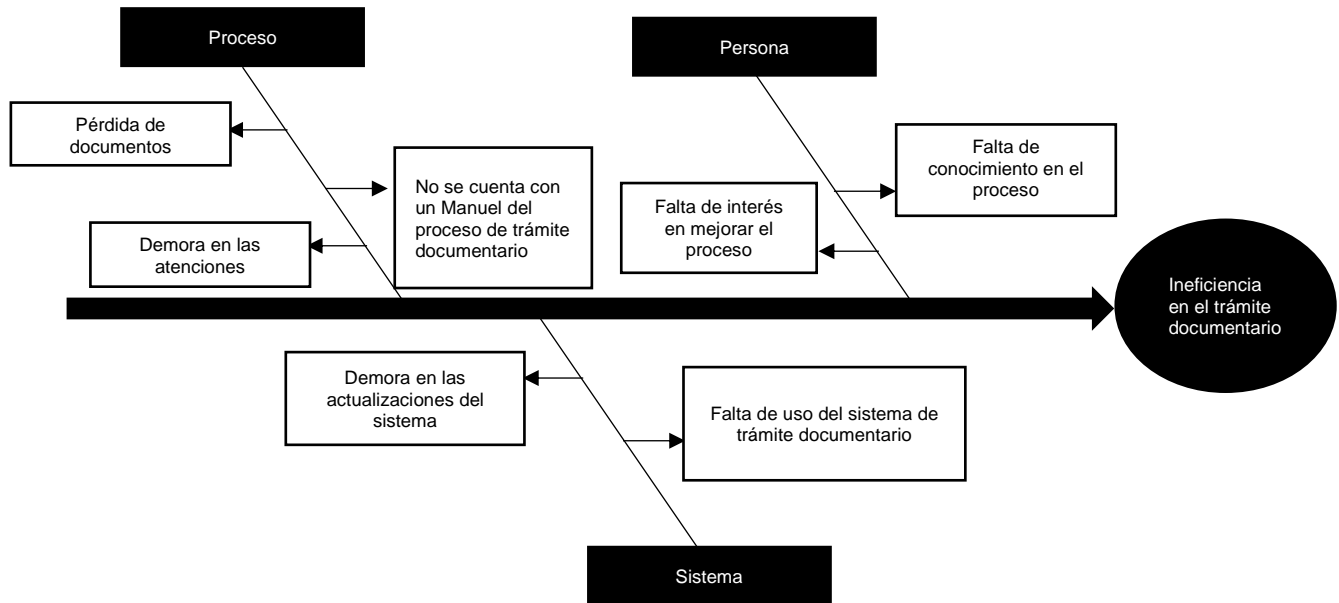 Proceso
Persona
Pérdida de
documentos
No se cuenta con
un Manuel del
proceso de trámite
documentario
Demora en las
atenciones
Falta de
conocimiento en el
proceso
Falta de interés
en mejorar el
proceso
Ineficiencia
en el trámite
documentario
Demora en las
actualizaciones del
sistema
Falta de uso del sistema de
trámite documentario
Sistema